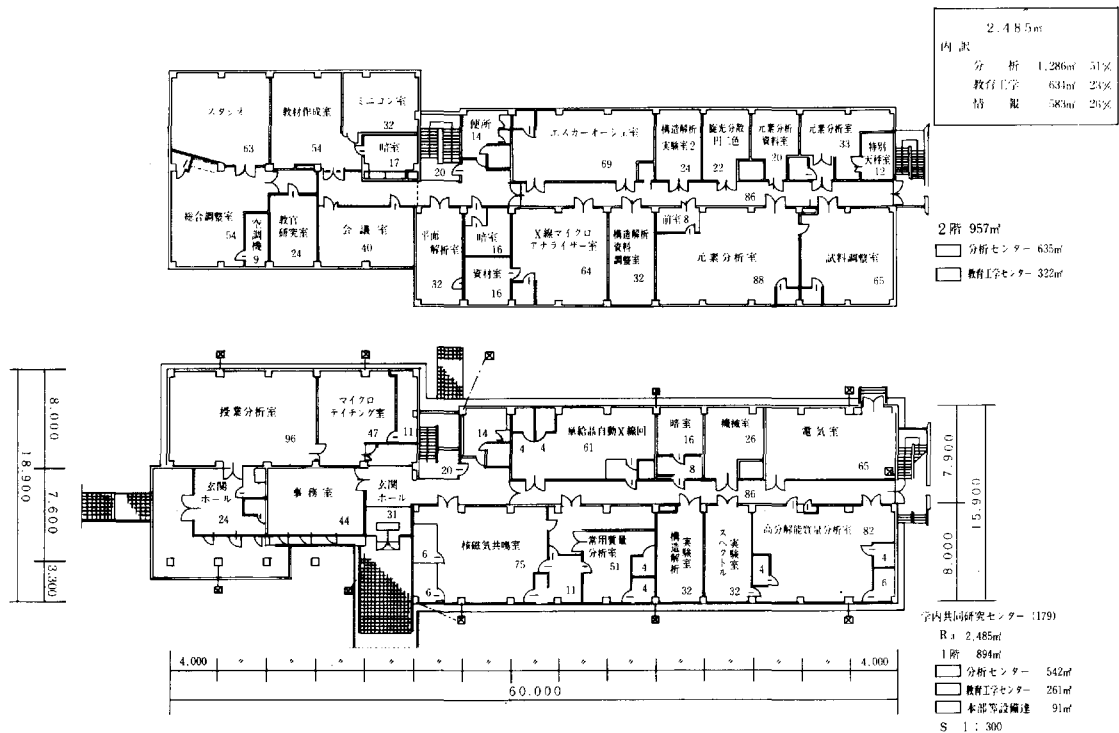 2.485㎡
内訳
分析 1,286㎡ 51%
教育工学 634㎡ 23%
情報 583㎡ 26%
スタジオ
63
教材作成室
54
ミニコン室
32
暗室
17
20
便所
14
エスカーオージェ室
69
構造解析
実験室2
24
旋光分散
円二色
22
元素分析
資料室
20
元素分析室
33
特別
天秤室
12
86
総合調整室
54
空調機
9
教官
研究室
24
会議室
40
平面
解析室
32
暗室
16
資材室
16
X線マイクロ
アナライザー室
64
構造解析
資料
調整室
32
前室 8
元素分析室
88
試料調整室
65
2階 957㎡
分析センター 635㎡
教育工学センター 322㎡
授業分析室
96
マイクロ
テイチング室
47
11
20
14
4
4
単結晶自動X線回
61
暗室
16
8
機械室
26
電気室
65
86
玄関
ホール
24
事務室
44
玄関
ホール
31
6
6
核磁気共鳴室
75
常用質量
分析室
51
11
4
4
構造解析
実験室
32
スペクトル
実験室
32
高分解能質量分析室
82
4
4
6
18.900
8.000
7.600
3.300
7.900
15.900
8.000
4.000
4.000
60.000
学内共同研究センター (179)
R3 2,485㎡
1階 894㎡
分析センター 542㎡
教育工学センター 261㎡
本部等設備達 91㎡
S 1：300